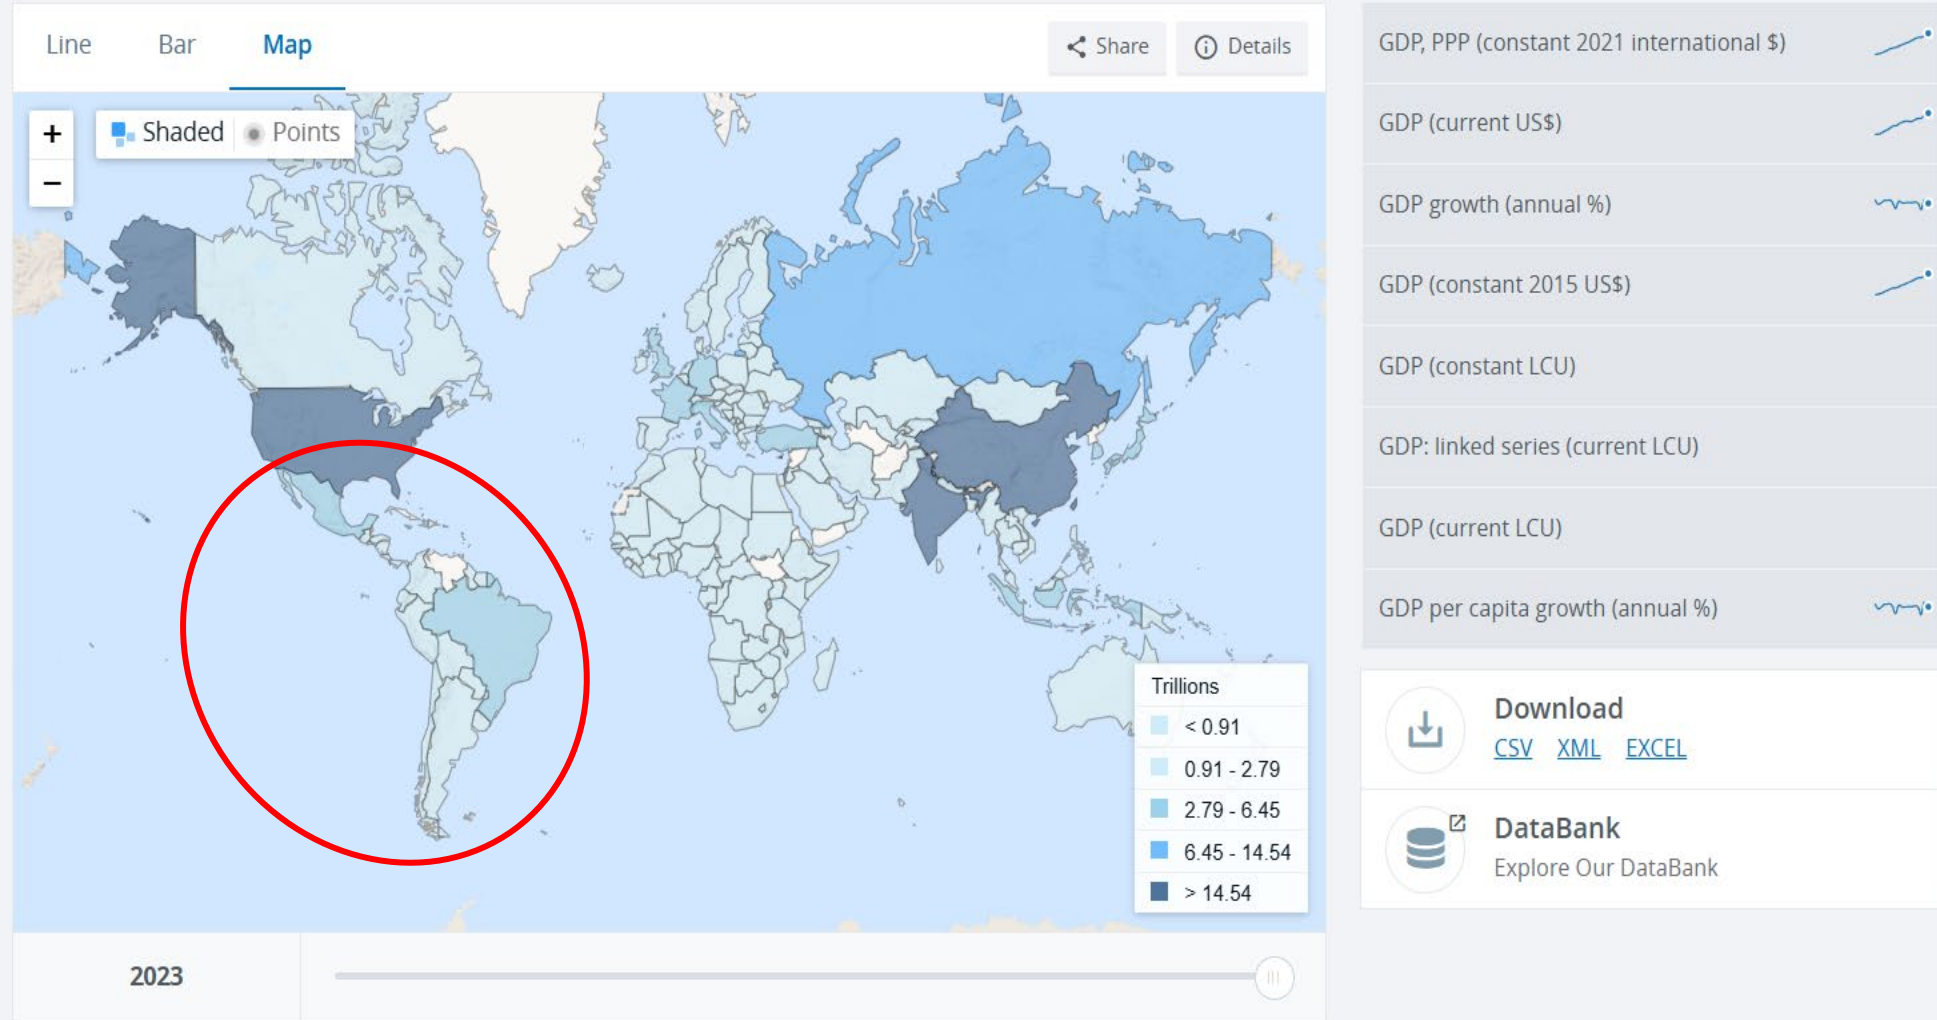 Line Bar Map
Share Details
+
Shaded Points
−
Trillions
< 0.91
0.91 - 2.79
2.79 - 6.45
6.45 - 14.54
> 14.54
2023
GDP, PPP (constant 2021 international $)
GDP (current US$)
GDP growth (annual %)
GDP (constant 2015 US$)
GDP (constant LCU)
GDP: linked series (current LCU)
GDP (current LCU)
GDP per capita growth (annual %)
Download
CSV XML EXCEL
DataBank
Explore Our DataBank